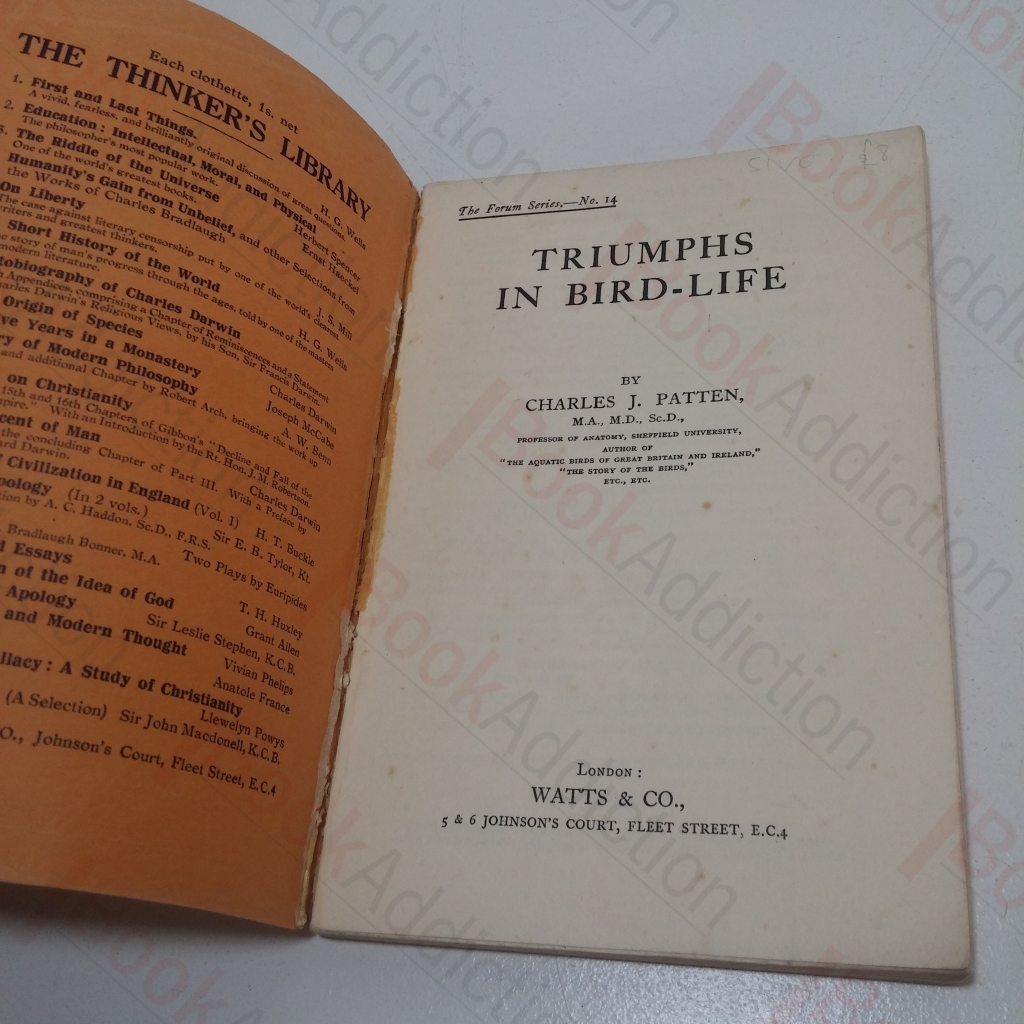 Each clothette, 1s. net
THE THINKER'S LIBRARY
1. First and Last Things. H. G. Wells
A vivid, fearless, and brilliantly original discussion of great questions.
2. Education: Intellectual, Moral, and Physical
The philosopher's most popular work. Herbert Spencer
3. The Riddle of the Universe Ernst Haeckel
One of the world's greatest books.
Humanity's Gain from Unbelief, and other Selections from
the Works of Charles Bradlaugh
On Liberty J. S. Mill
The case against literary censorship put by one of the world's clearest
writers and greatest thinkers.
Short History of the World H. G. Wells
story of man's progress through the ages, told by one of the masters
modern literature.
tobiography of Charles Darwin
Appendices, comprising a Chapter of Reminiscences and a Statement
Charles Darwin's Religious Views, by his Son, Sir Francis Darwin.
Origin of Species Charles Darwin
ve Years in a Monastery Joseph McCabe
ry of Modern Philosophy A. W. Benn
and additional Chapter by Robert Arch, bringing the work up
on Christianity
15th and 16th Chapters of Gibbon's "Decline and Fall of the
pire." With an Introduction by the Rt. Hon. J. M. Robertson.
cent of Man Charles Darwin
the concluding Chapter of Part III. With a Preface by
ard Darwin.
Civilization in England (Vol. I) H. T. Buckle
pology (In 2 vols.) Sir E. B. Tylor, Kt.
tion by A. C. Haddon, Sc.D., F.R.S.
Two Plays by Euripides
Bradlaugh Bonner, M.A.
d Essays T. H. Huxley
n of the Idea of God Grant Allen
Apology Sir Leslie Stephen, K.C.B.
and Modern Thought Vivian Phelips
Anatole France
llacy: A Study of Christianity
Llewelyn Powys
(A Selection) Sir John Macdonell, K.C.B.
O., Johnson's Court, Fleet Street, E.C.4
£8
The Forum Series.—No. 14
TRIUMPHS
IN BIRD-LIFE
BY
CHARLES J. PATTEN,
M.A., M.D., Sc.D.,
PROFESSOR OF ANATOMY, SHEFFIELD UNIVERSITY,
AUTHOR OF
"THE AQUATIC BIRDS OF GREAT BRITAIN AND IRELAND,"
"THE STORY OF THE BIRDS,"
ETC., ETC.
LONDON:
WATTS & CO.,
5 & 6 JOHNSON'S COURT, FLEET STREET, E.C.4
BookAddiction